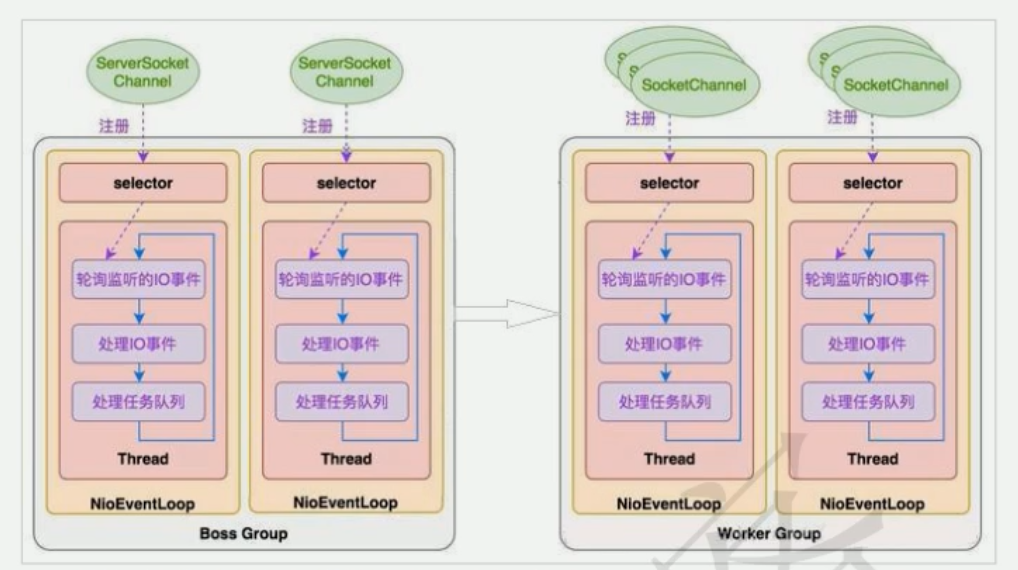 ServerSocket
Channel
ServerSocket
Channel
SocketChannel
SocketChannel
注册
注册
注册
注册
selector
selector
selector
selector
轮询监听的IO事件
轮询监听的IO事件
轮询监听的IO事件
轮询监听的IO事件
处理IO事件
处理IO事件
处理IO事件
处理IO事件
处理任务队列
处理任务队列
处理任务队列
处理任务队列
Thread
Thread
Thread
Thread
NioEventLoop
NioEventLoop
NioEventLoop
NioEventLoop
Boss Group
Worker Group